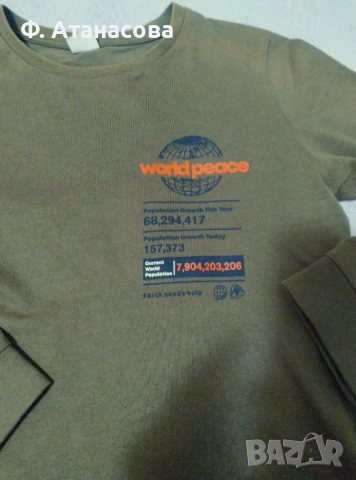 Ф. Атанасова
world peace
Population Growth This Year
68,294,417
Population Growth Today
157,373
Current
World
Population
7,904,203,206
Earth needs help
BAZAR